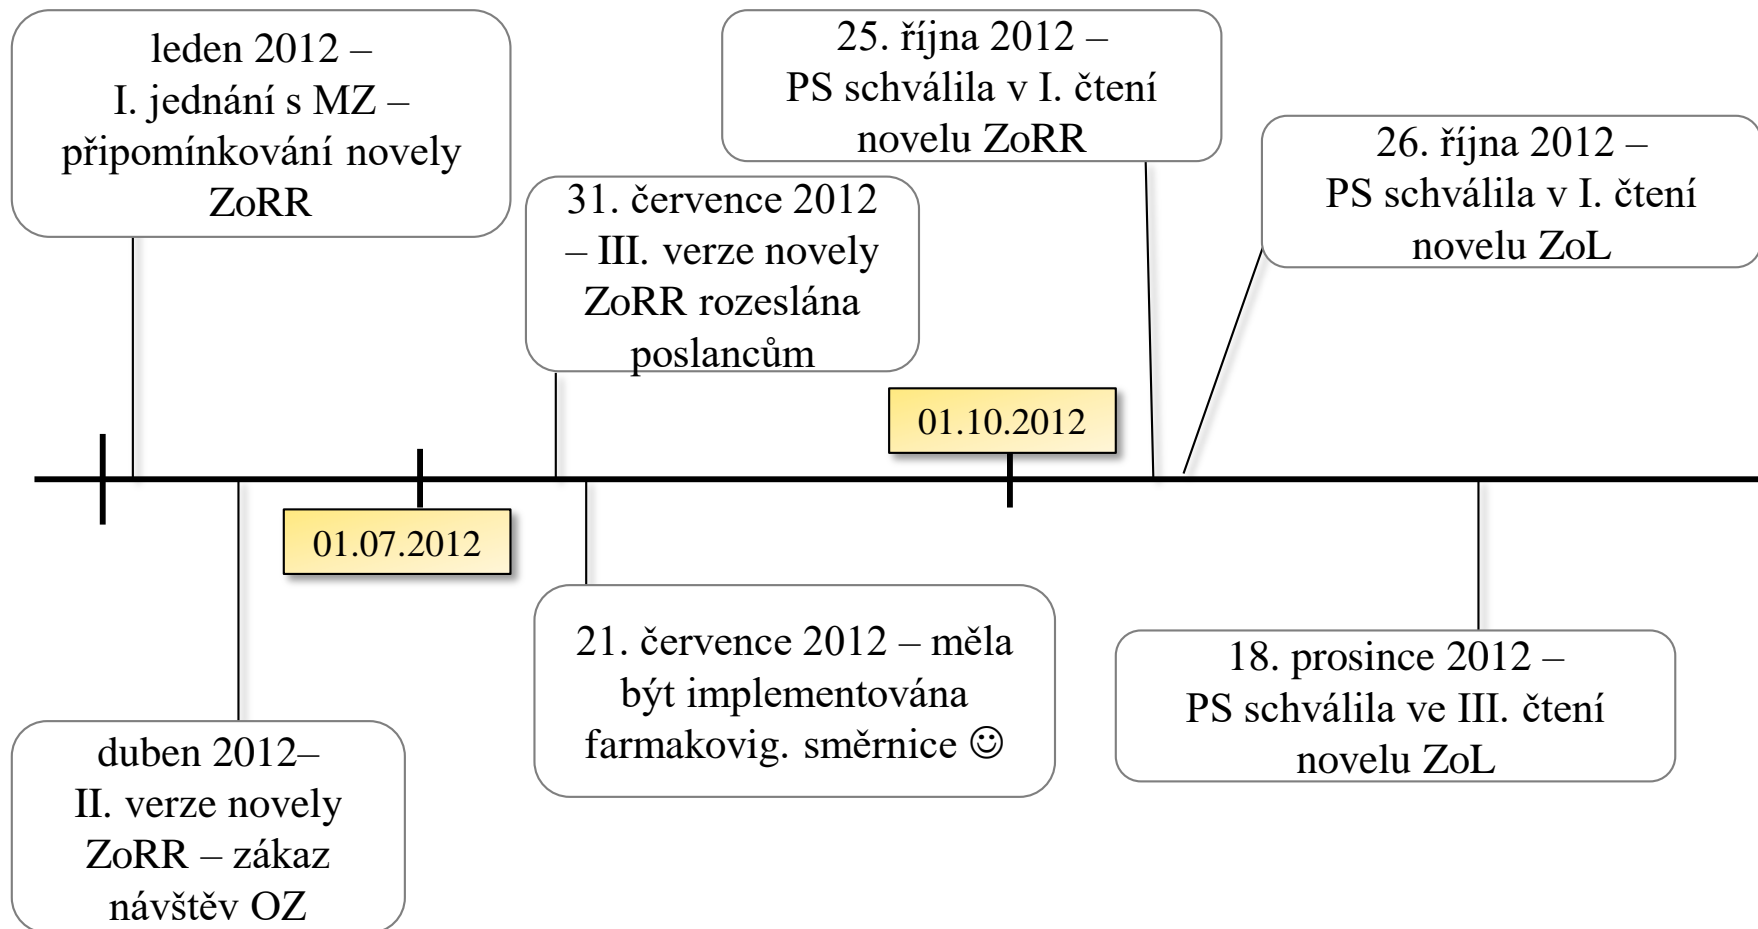 leden 2012 –
I. jednání s MZ –
připomínkování novely
ZoRR
25. října 2012 –
PS schválila v I. čtení
novelu ZoRR
26. října 2012 –
PS schválila v I. čtení
novelu ZoL
31. července 2012
– III. verze novely
ZoRR rozeslána
poslancům
01.10.2012
01.07.2012
21. července 2012 – měla
být implementována
farmakovig. směrnice ☺
18. prosince 2012 –
PS schválila ve III. čtení
novelu ZoL
duben 2012–
II. verze novely
ZoRR – zákaz
návštěv OZ